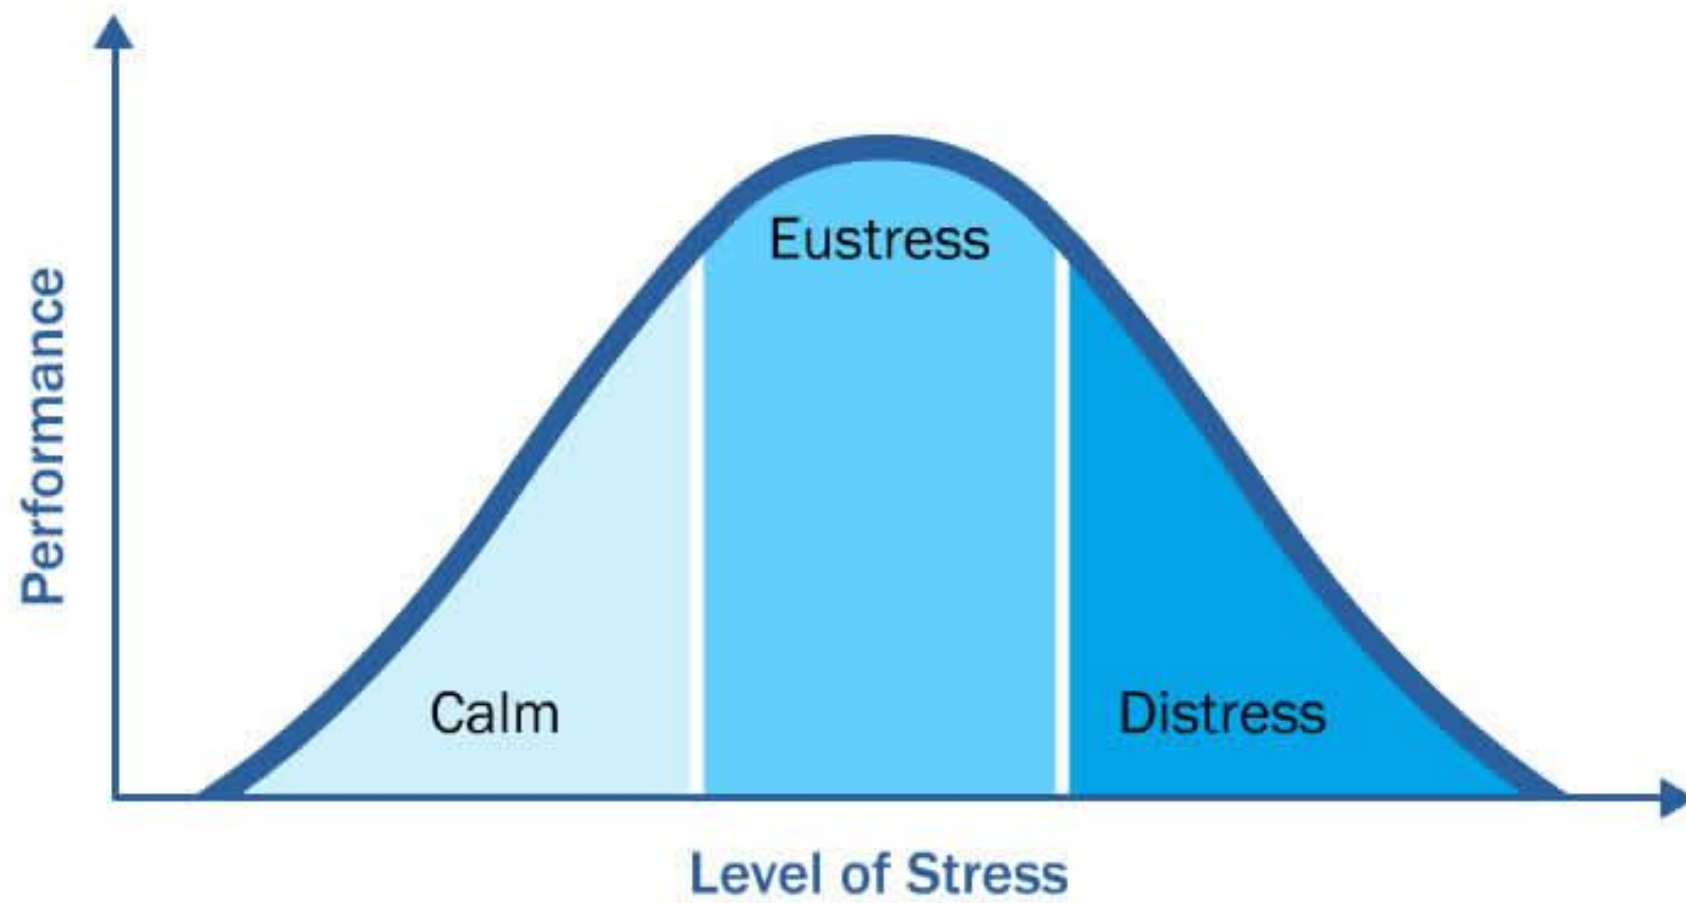 Performance
Eustress
Calm
Distress
Level of Stress